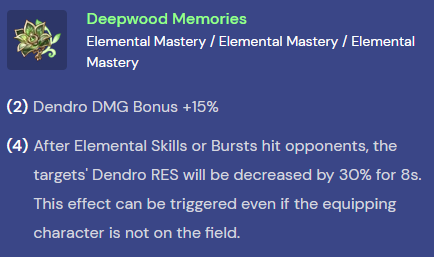 Deepwood Memories
Elemental Mastery / Elemental Mastery / Elemental
Mastery
(2) Dendro DMG Bonus +15%
(4) After Elemental Skills or Bursts hit opponents, the
targets' Dendro RES will be decreased by 30% for 8s.
This effect can be triggered even if the equipping
character is not on the field.